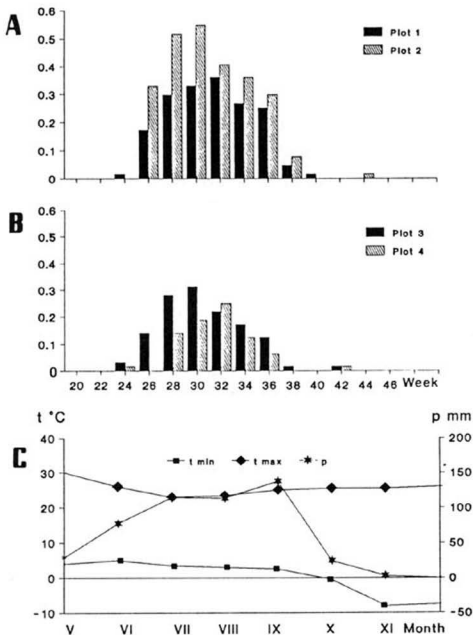 A
0.6
0.5
0.4
0.3
0.2
0.1
0
Plot 1
Plot 2
B
0.6
0.5
0.4
0.3
0.2
0.1
0
Plot 3
Plot 4
20 22 24 26 28 30 32 34 36 38 40 42 44 46 Week
t °C
p mm
C
40
30
20
10
0
-10
t min t max p
200
150
100
50
0
-50
V VI VII VIII IX X XI Month